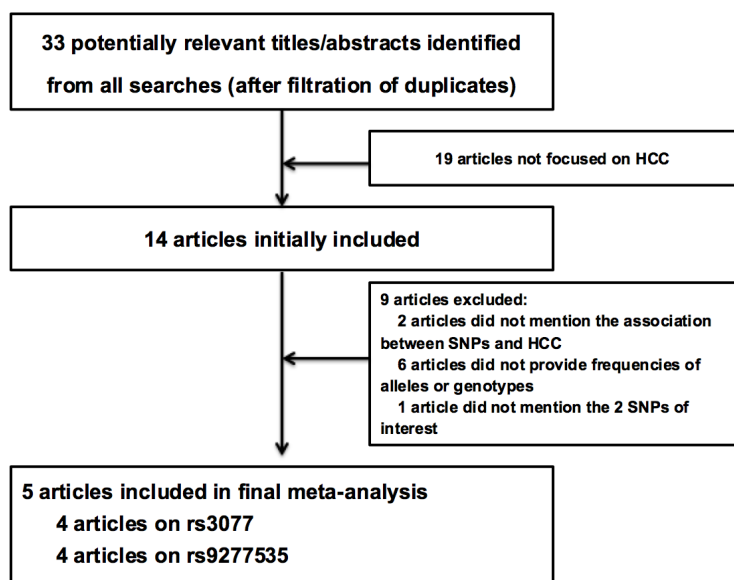 33 potentially relevant titles/abstracts identified
from all searches (after filtration of duplicates)
19 articles not focused on HCC
14 articles initially included
9 articles excluded:
2 articles did not mention the association
between SNPs and HCC
6 articles did not provide frequencies of
alleles or genotypes
1 article did not mention the 2 SNPs of
interest
5 articles included in final meta-analysis
4 articles on rs3077
4 articles on rs9277535